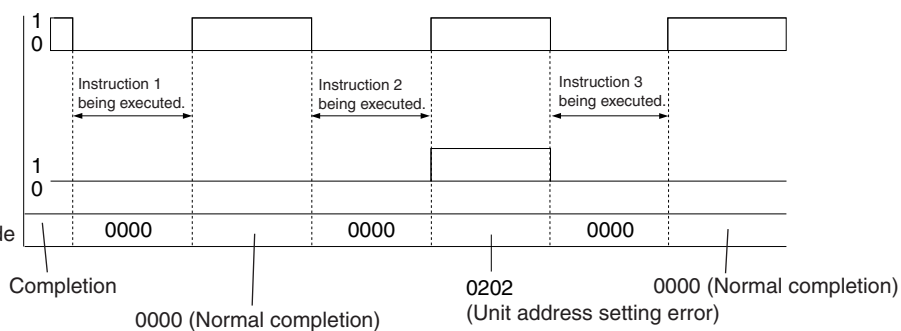 1
0
Instruction 1
being executed.
Instruction 2
being executed.
Instruction 3
being executed.
1
0
de
0000
0000
0000
Completion
0000 (Normal completion)
0202
(Unit address setting error)
0000 (Normal completion)